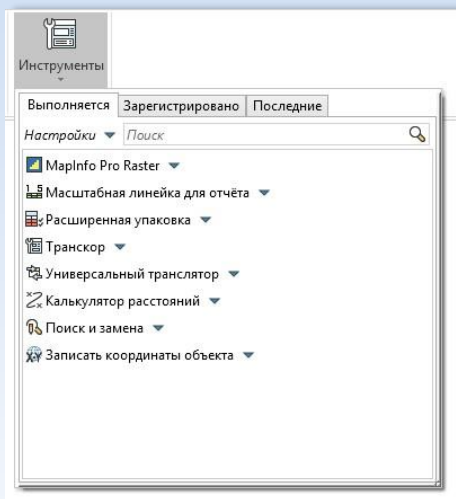 Инструменты
Выполняется Зарегистрировано Последние
Настройки Поиск
MapInfo Pro Raster
Масштабная линейка для отчёта
Расширенная упаковка
Транскор
Универсальный транслятор
Калькулятор расстояний
Поиск и замена
Записать координаты объекта